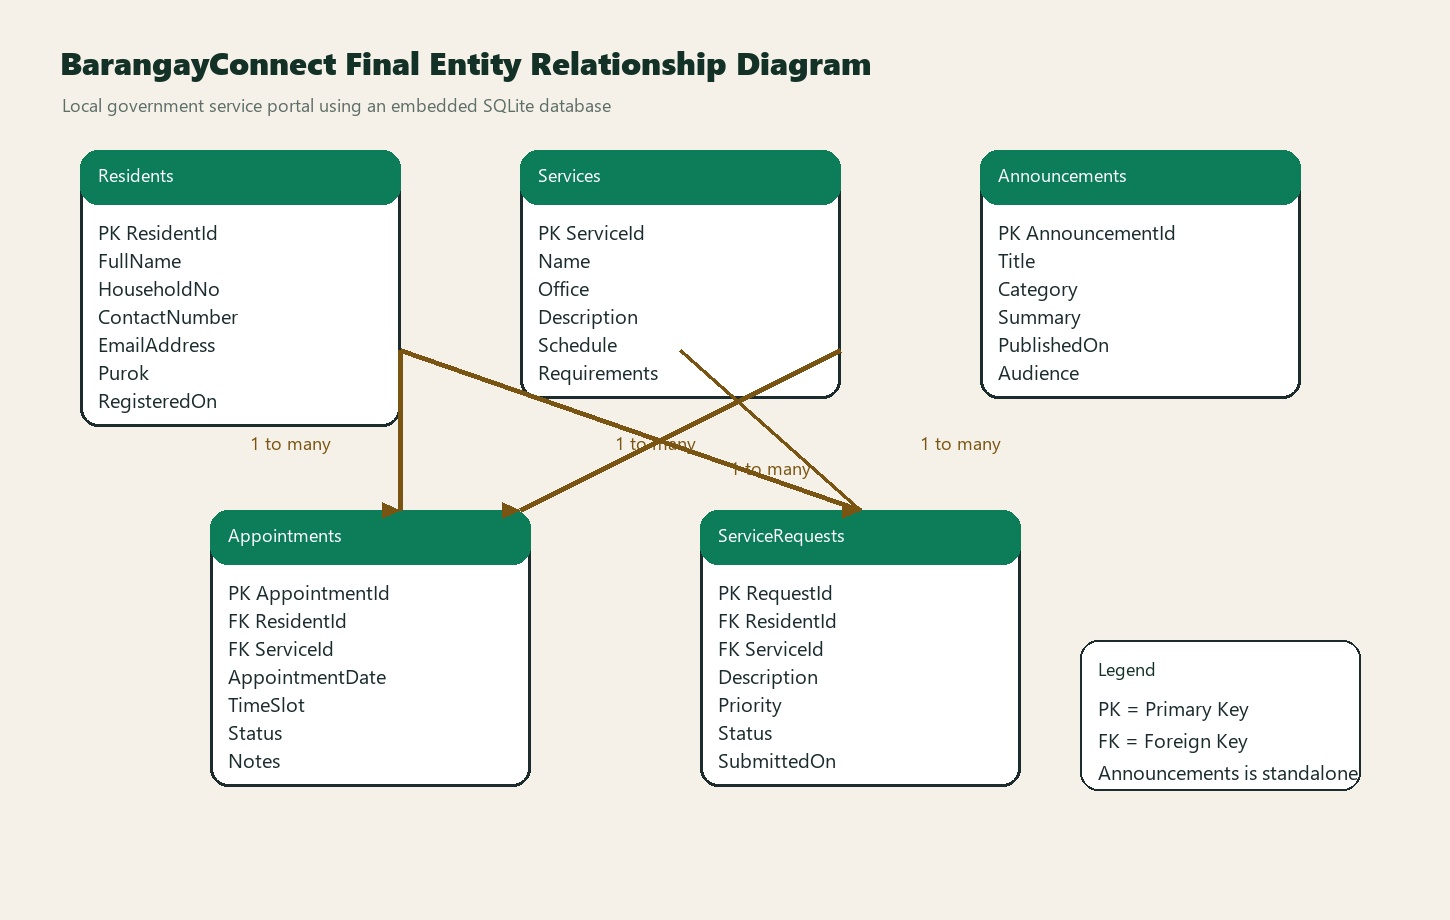 BarangayConnect Final Entity Relationship Diagram
Local government service portal using an embedded SQLite database
Residents
PK ResidentId
FullName
HouseholdNo
ContactNumber
EmailAddress
Purok
RegisteredOn
Services
PK ServiceId
Name
Office
Description
Schedule
Requirements
Announcements
PK AnnouncementId
Title
Category
Summary
PublishedOn
Audience
1 to many
1 to many
1 to many
1 to many
Appointments
PK AppointmentId
FK ResidentId
FK ServiceId
AppointmentDate
TimeSlot
Status
Notes
ServiceRequests
PK RequestId
FK ResidentId
FK ServiceId
Description
Priority
Status
SubmittedOn
Legend
PK = Primary Key
FK = Foreign Key
Announcements is standalone